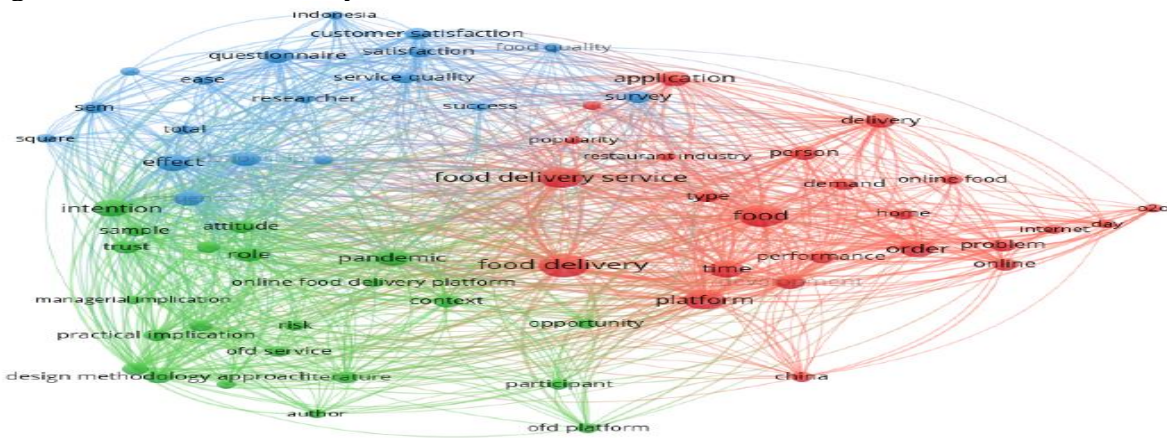 indonesia
customer satisfaction
food quality
questionnaire
satisfaction
ease
service quality
application
researcher
survey
sem
success
total
delivery
square
popularity
person
effect
restaurant industry
food delivery service
demand
online food
type
intention
food
home
o2o
sample
attitude
internet
day
trust
role
pandemic
order
problem
food delivery
time
performance
online
online food delivery platform
development
managerial implication
context
platform
practical implication
risk
opportunity
ofd service
design methodology approach
literature
participant
china
author
ofd platform